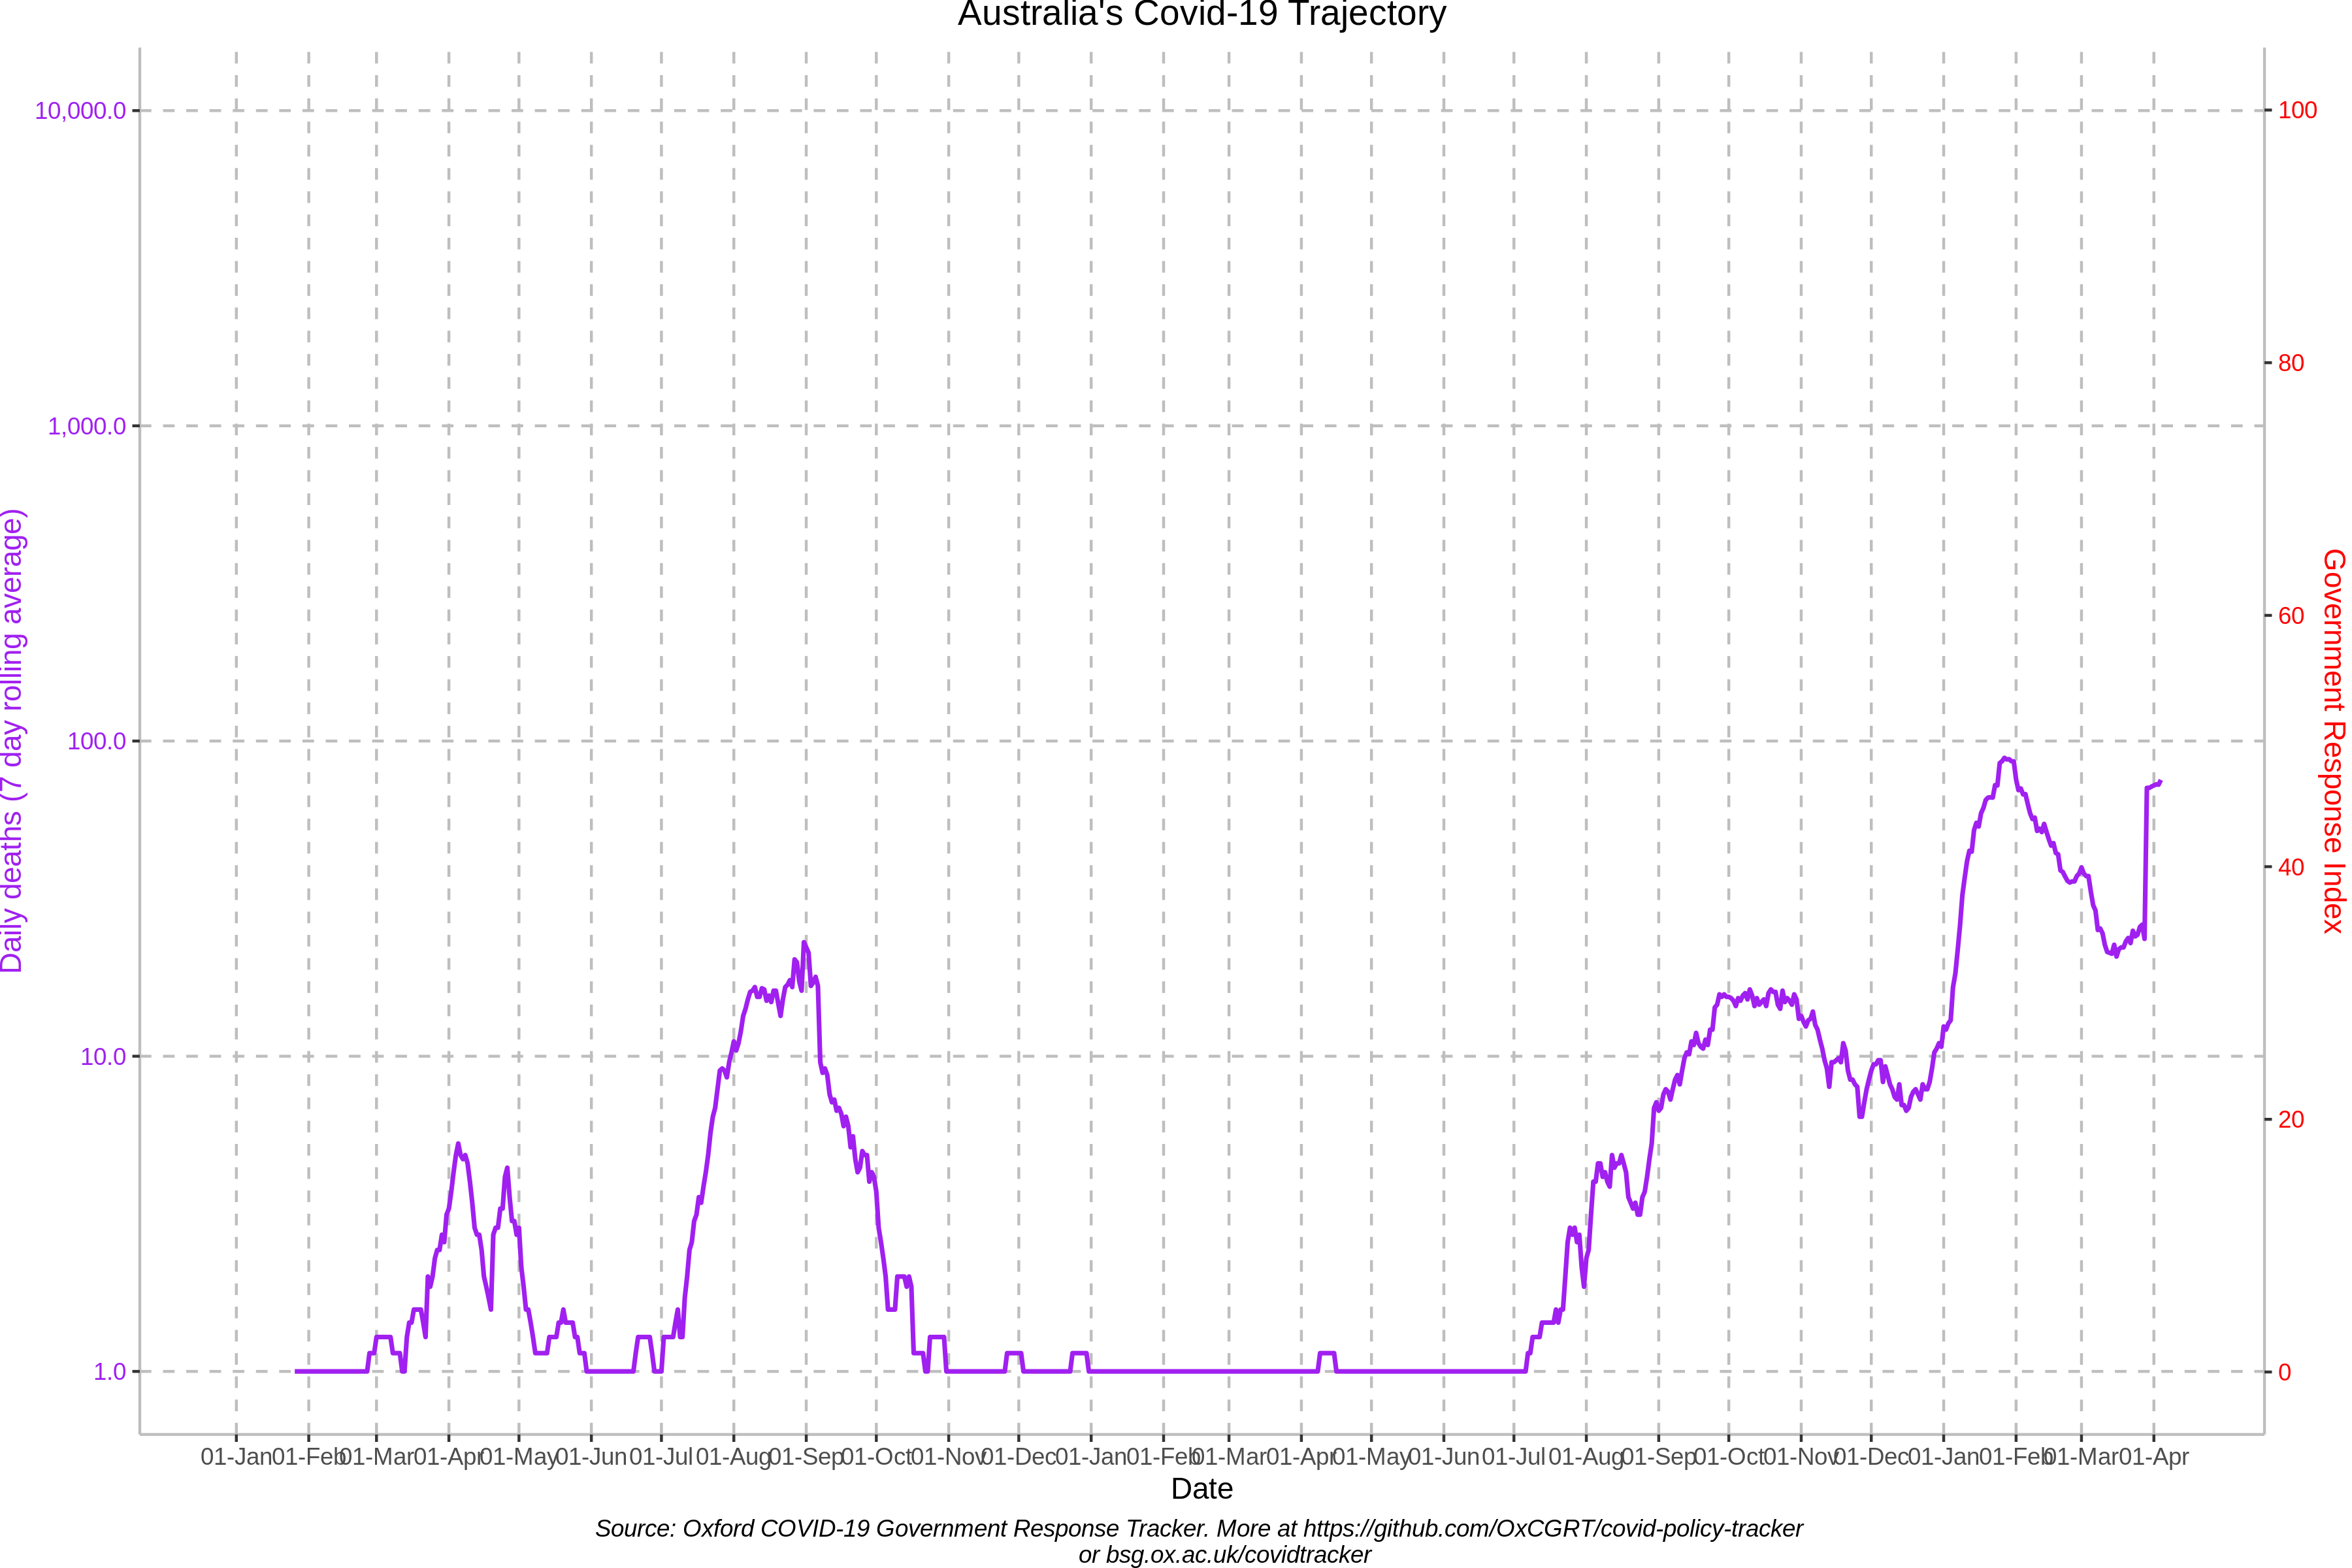 Australia's Covid-19 Trajectory
10,000.0
1,000.0
100.0
10.0
1.0
Daily deaths (7 day rolling average)
100
80
60
40
20
0
Government Response Index
01-Jan 01-Feb 01-Mar 01-Apr 01-May 01-Jun 01-Jul 01-Aug 01-Sep 01-Oct 01-Nov 01-Dec 01-Jan 01-Feb 01-Mar 01-Apr 01-May 01-Jun 01-Jul 01-Aug 01-Sep 01-Oct 01-Nov 01-Dec 01-Jan 01-Feb 01-Mar 01-Apr
Date
Source: Oxford COVID-19 Government Response Tracker. More at https://github.com/OxCGRT/covid-policy-tracker
or bsg.ox.ac.uk/covidtracker